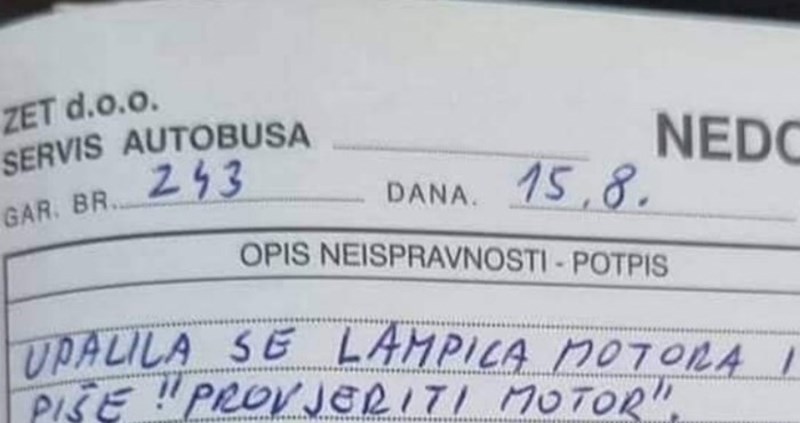 ZET d.o.o.
SERVIS AUTOBUSA NEDO
GAR. BR. 243 DANA. 15.8.
OPIS NEISPRAVNOSTI - POTPIS
UPALILA SE LAMPICA MOTORA I
PIŠE "PROVJERITI MOTOR".